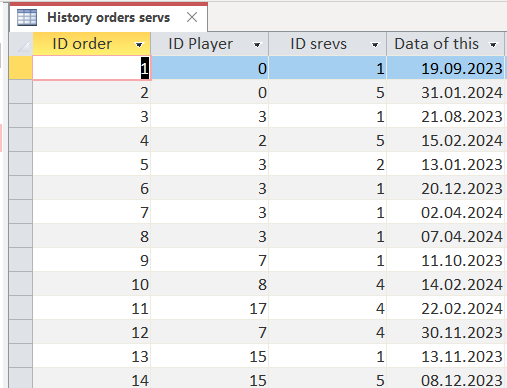 History orders servs
ID order ID Player ID srevs Data of this
1 0 1 19.09.2023
2 0 5 31.01.2024
3 3 1 21.08.2023
4 2 5 15.02.2024
5 3 2 13.01.2023
6 3 1 20.12.2023
7 3 1 02.04.2024
8 3 1 07.04.2024
9 7 1 11.10.2023
10 8 4 14.02.2024
11 17 4 22.02.2024
12 7 4 30.11.2023
13 15 1 13.11.2023
14 15 5 08.12.2023